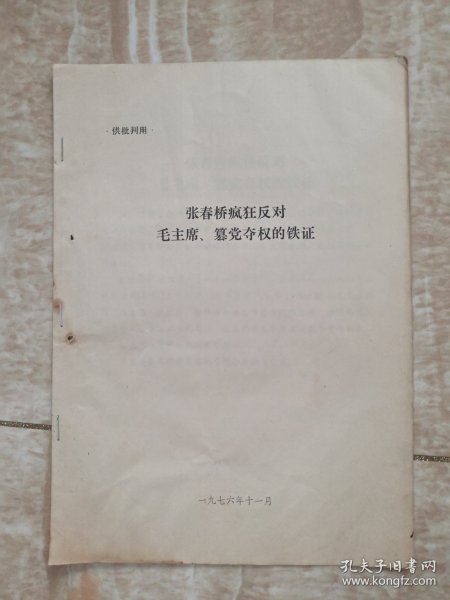 ·供批判用·
张春桥疯狂反对
毛主席、篡党夺权的铁证
一九七六年十一月
孔夫子旧书网
www.kongfz.com